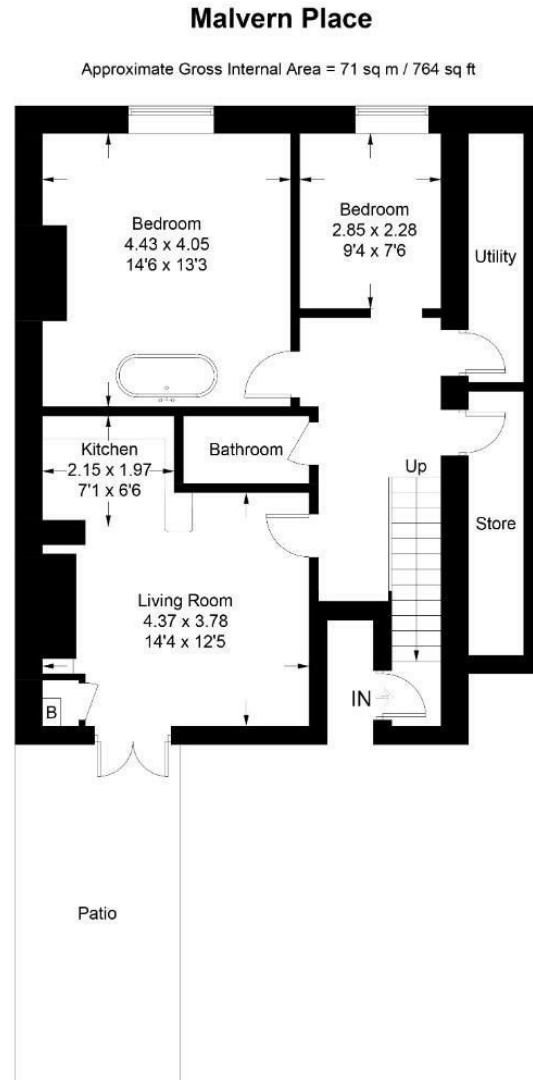 Malvern Place
Approximate Gross Internal Area = 71 sq m / 764 sq ft
Bedroom
4.43 x 4.05
14'6 x 13'3
Bedroom
2.85 x 2.28
9'4 x 7'6
Utility
Kitchen
2.15 x 1.97
7'1 x 6'6
Bathroom
Up
Store
Living Room
4.37 x 3.78
14'4 x 12'5
IN
B
Patio